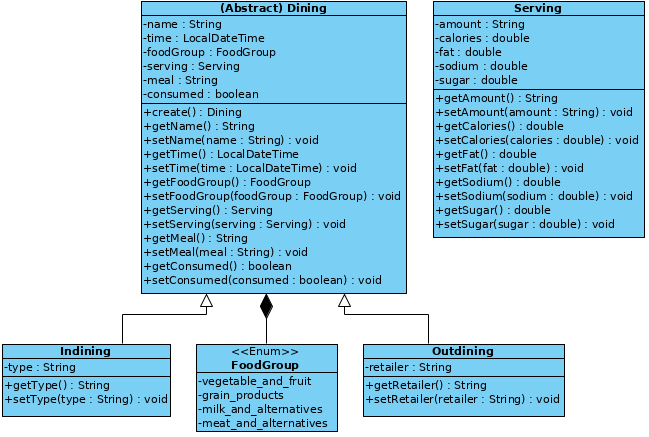 (Abstract) Dining
-name : String
-time : LocalDateTime
-foodGroup : FoodGroup
-serving : Serving
-meal : String
-consumed : boolean
+create() : Dining
+getName() : String
+setName(name : String) : void
+getTime() : LocalDateTime
+setTime(time : LocalDateTime) : void
+getFoodGroup() : FoodGroup
+setFoodGroup(foodGroup : FoodGroup) : void
+getServing() : Serving
+setServing(serving : Serving) : void
+getMeal() : String
+setMeal(meal : String) : void
+getConsumed() : boolean
+setConsumed(consumed : boolean) : void
Serving
-amount : String
-calories : double
-fat : double
-sodium : double
-sugar : double
+getAmount() : String
+setAmount(amount : String) : void
+getCalories() : double
+setCalories(calories : double) : void
+getFat() : double
+setFat(fat : double) : void
+getSodium() : double
+setSodium(sodium : double) : void
+getSugar() : double
+setSugar(sugar : double) : void
Indining
-type : String
+getType() : String
+setType(type : String) : void
<<Enum>>
FoodGroup
-vegetable_and_fruit
-grain_products
-milk_and_alternatives
-meat_and_alternatives
Outdining
-retailer : String
+getRetailer() : String
+setRetailer(retailer : String) : void